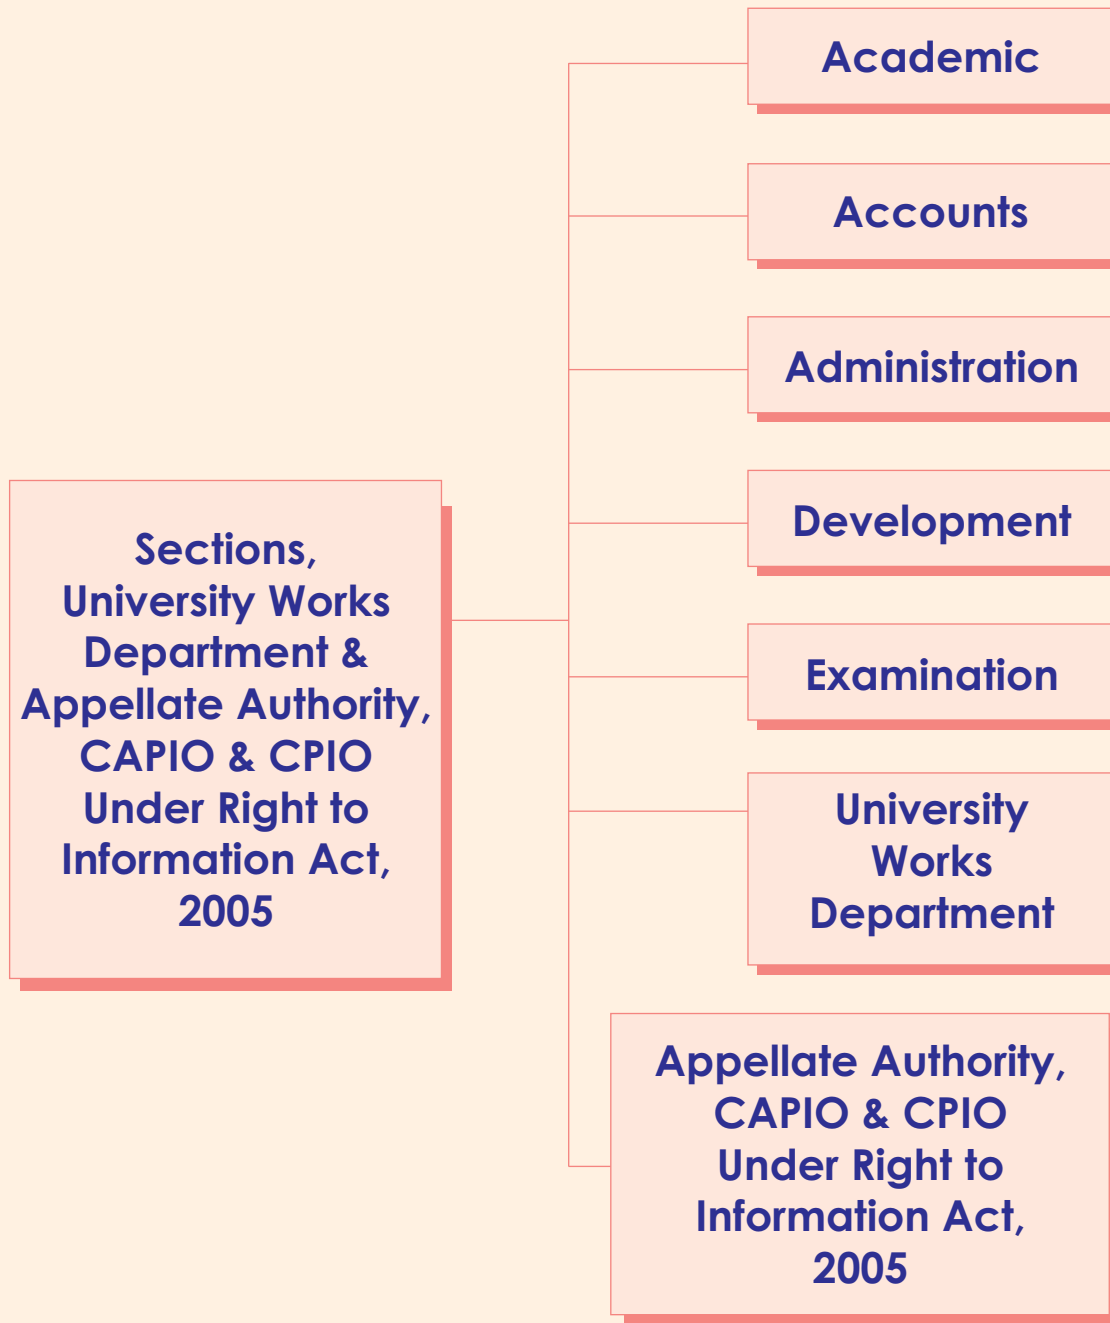 Academic
Accounts
Administration
Development
Sections,
University Works
Department &
Appellate Authority,
CAPIO & CPIO
Under Right to
Information Act,
2005
Examination
University
Works
Department
Appellate Authority,
CAPIO & CPIO
Under Right to
Information Act,
2005